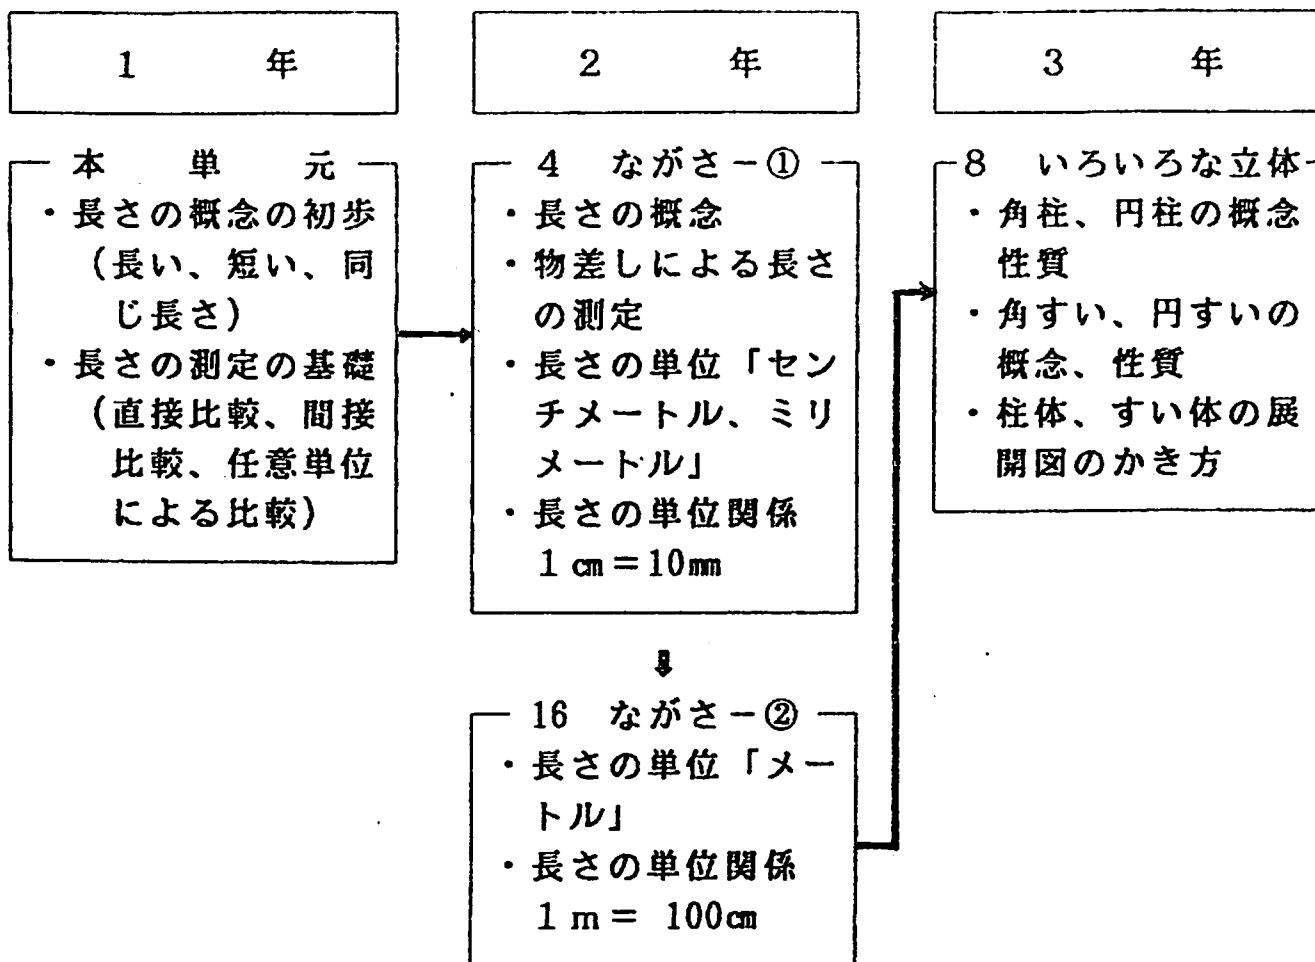 1 年
2 年
3 年
本 単 元
・長さの概念の初歩
(長い、短い、同
じ長さ)
・長さの測定の基礎
(直接比較、間接
比較、任意単位
による比較)
4 ながさ－①
・長さの概念
・物差しによる長さ
の測定
・長さの単位「セン
チメートル、ミリ
メートル」
・長さの単位関係
1㎝＝10㎜
16 ながさ－②
・長さの単位「メー
トル」
・長さの単位関係
1m＝ 100㎝
8 いろいろな立体
・角柱、円柱の概念
性質
・角すい、円すいの
概念、性質
・柱体、すい体の展
開図のかき方